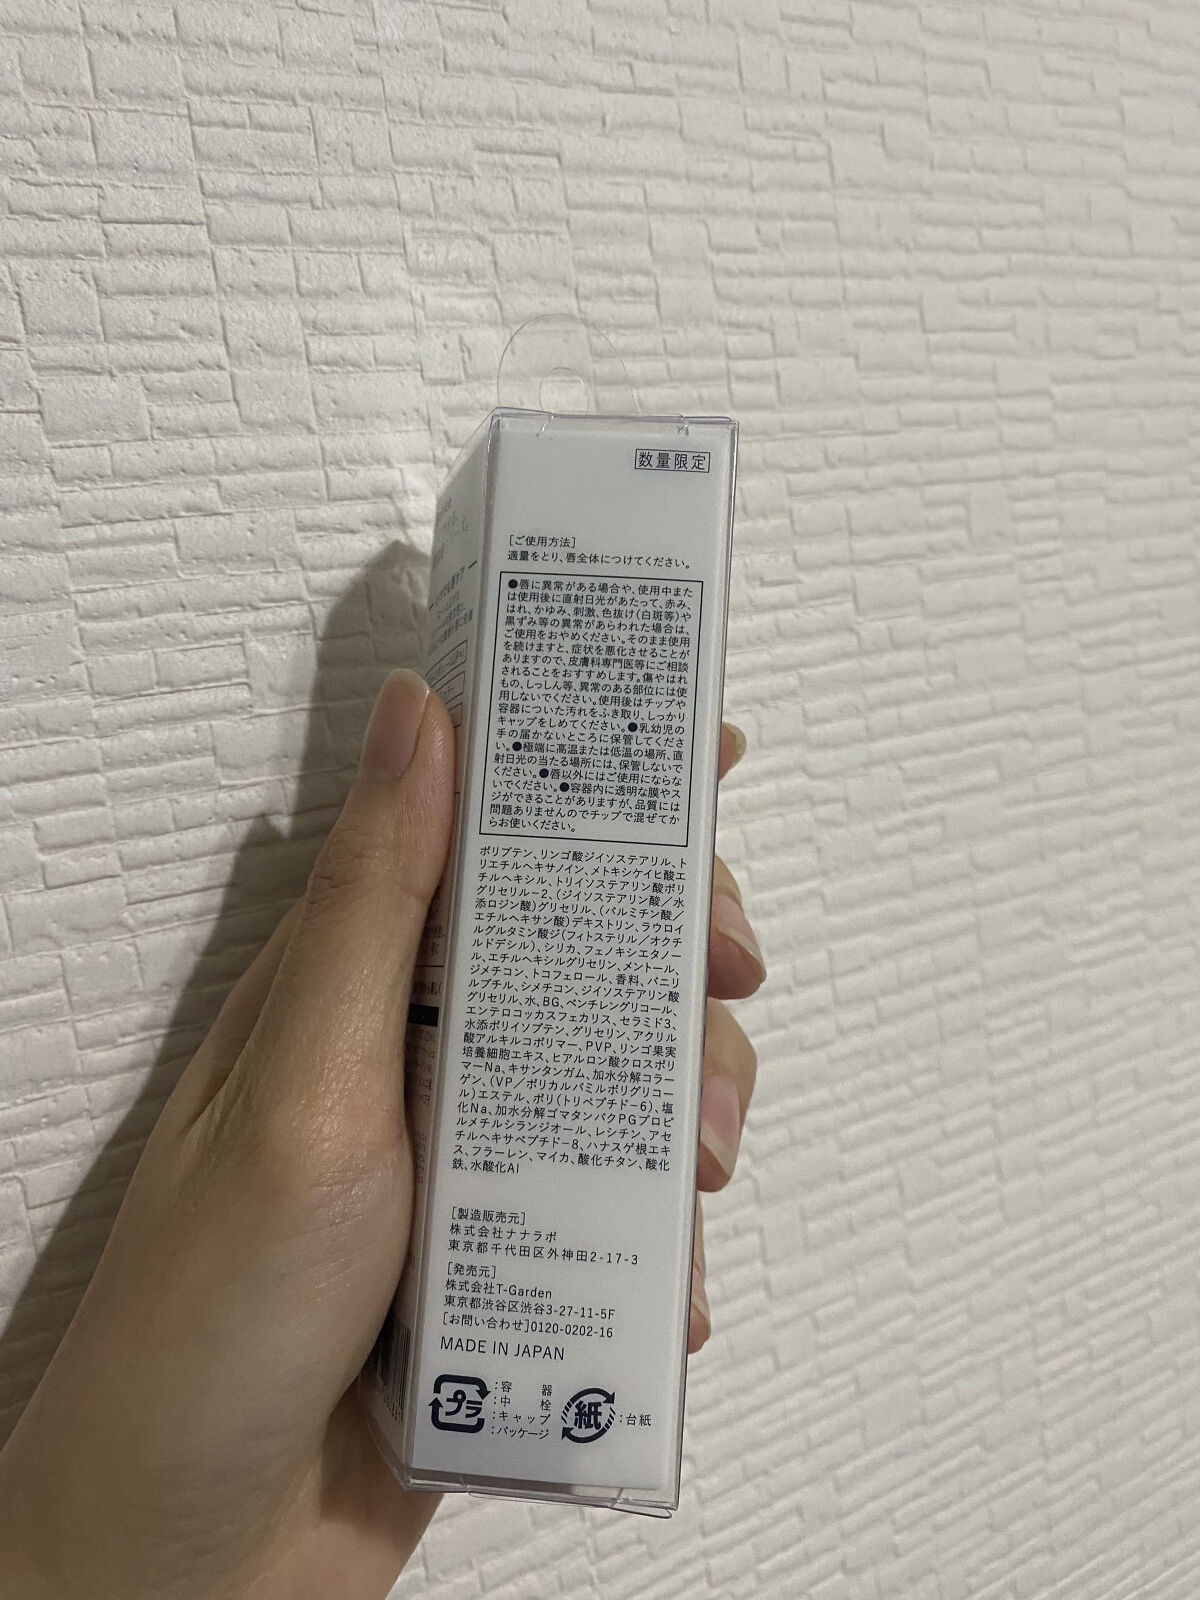 数量限定
[ご使用方法]
適量をとり、唇全体につけてください。
●唇に異常がある場合や、使用中また
は使用後に直射日光があたって、赤み、
はれ、かゆみ、刺激、色抜け(白斑等)や
黒ずみ等の異常があらわれた場合は、
ご使用をおやめください。そのまま使用
を続けますと、症状を悪化させることが
ありますので、皮膚科専門医等にご相談
されることをおすすめします。傷やはれ
もの、しっしん等、異常のある部位には使
用しないでください。使用後はチップや
容器についた汚れをふき取り、しっかり
キャップをしめてください。●乳幼児の
手の届かないところに保管してくださ
い。●極端に高温または低温の場所、直
射日光の当たる場所には、保管しないで
ください。●唇以外にはご使用にならな
いでください。●容器内に透明な膜やス
ジができることがありますが、品質には
問題ありませんのでチップで混ぜてか
らお使いください。
ポリブテン、リンゴ酸ジイソステアリル、ト
リエチルヘキサノイン、メトキシケイヒ酸エ
チルヘキシル、トリイソステアリン酸ポリ
グリセリル-2、(ジイソステアリン酸/水
添ロジン酸)グリセリル、(パルミチン酸/
エチルヘキサン酸)デキストリン、ラウロイ
ルグルタミン酸ジ(フィトステリル/オクチ
ルドデシル)、シリカ、フェノキシエタノー
ル、エチルヘキシルグリセリン、メントール、
ジメチコン、トコフェロール、香料、バニリ
ルブチル、シメチコン、ジイソステアリン酸
グリセリル、水、BG、ペンチレングリコール、
エンテロコッカスフェカリス、セラミド3、
水添ポリイソブテン、グリセリン、アクリル
酸アルキルコポリマー、PVP、リンゴ果実
培養細胞エキス、ヒアルロン酸クロスポリ
マーNa、キサンタンガム、加水分解コラー
ゲン、(VP/ポリカルバミルポリグリコー
ル)エステル、ポリ(トリペプチド-6)、塩
化Na、加水分解ゴマタンパクPGプロピ
ルメチルシランジオール、レシチン、アセ
チルヘキサペプチド-8、ハナスゲ根エキ
ス、フラーレン、マイカ、酸化チタン、酸化
鉄、水酸化Al
[製造販売元]
株式会社ナナラボ
東京都千代田区外神田2-17-3
[発売元]
株式会社T-Garden
東京都渋谷区渋谷3-27-11-5F
[お問い合わせ]0120-0202-16
MADE IN JAPAN
プラ
:容 器
:中 栓
:キャップ
:パッケージ
紙
:台紙